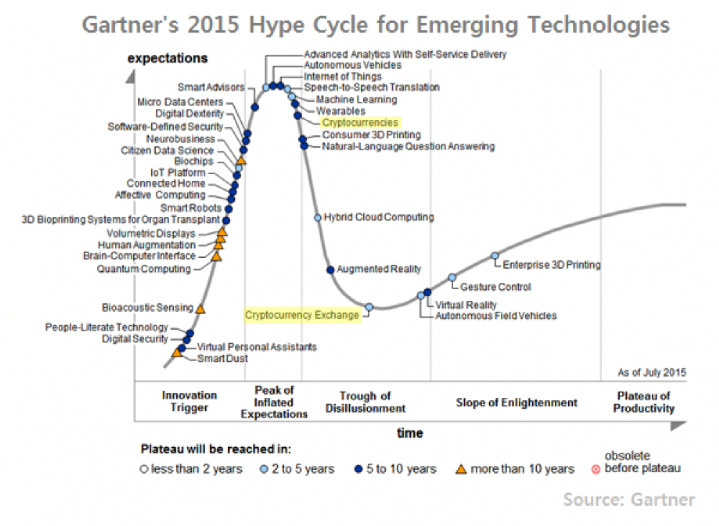 Gartner's 2015 Hype Cycle for Emerging Technologies
expectations
Advanced Analytics With Self-Service Delivery
Autonomous Vehicles
Internet of Things
Smart Advisors
Speech-to-Speech Translation
Micro Data Centers
Machine Learning
Digital Dexterity
Wearables
Software-Defined Security
Cryptocurrencies
Neurobusiness
Consumer 3D Printing
Citizen Data Science
Natural-Language Question Answering
Biochips
IoT Platform
Connected Home
Affective Computing
Smart Robots
3D Bioprinting Systems for Organ Transplant
Hybrid Cloud Computing
Volumetric Displays
Human Augmentation
Brain-Computer Interface
Quantum Computing
Augmented Reality
Enterprise 3D Printing
Gesture Control
Bioacoustic Sensing
Cryptocurrency Exchange
Virtual Reality
Autonomous Field Vehicles
People-Literate Technology
Digital Security
Virtual Personal Assistants
Smart Dust
As of July 2015
Innovation Trigger
Peak of Inflated Expectations
Trough of Disillusionment
Slope of Enlightenment
Plateau of Productivity
time
Plateau will be reached in:
less than 2 years
2 to 5 years
5 to 10 years
more than 10 years
obsolete before plateau
Source: Gartner